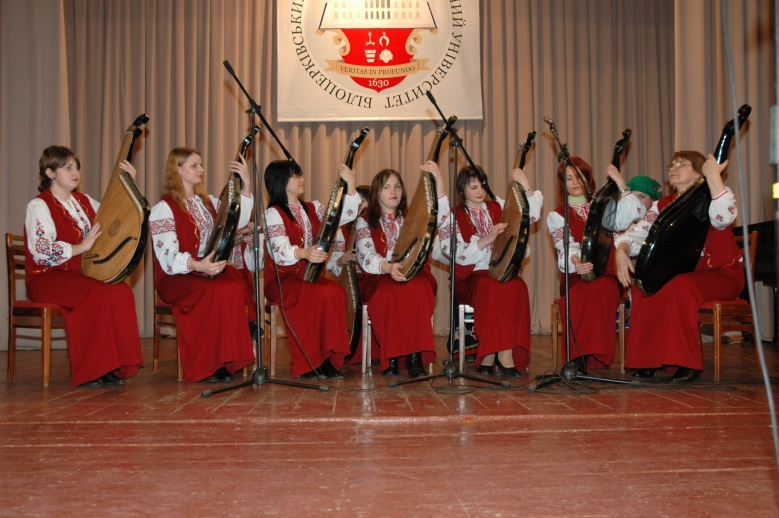 БІЛОЦЕРКІВСЬКИЙ
УНІВЕРСИТЕТ
VERITAS IN PROFUNDO
1630